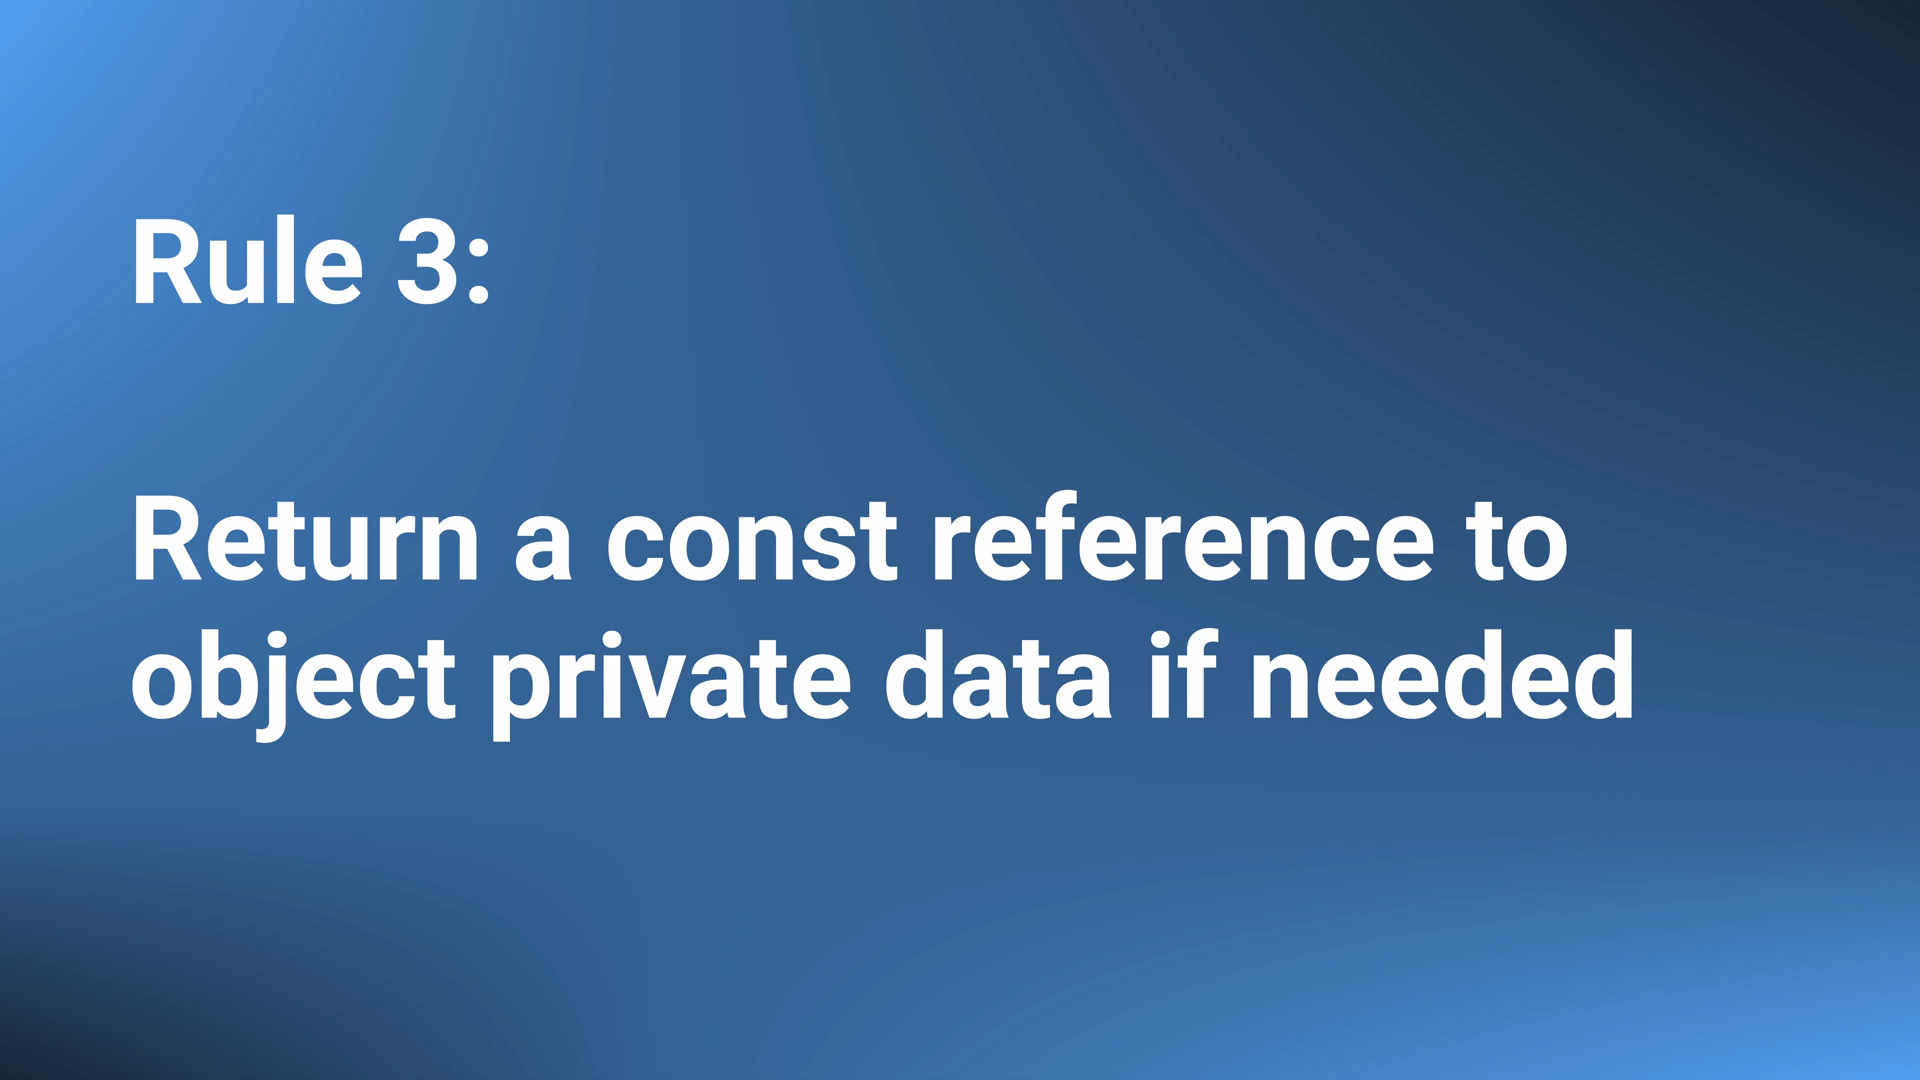 Rule 3:
Return a const reference to
object private data if needed